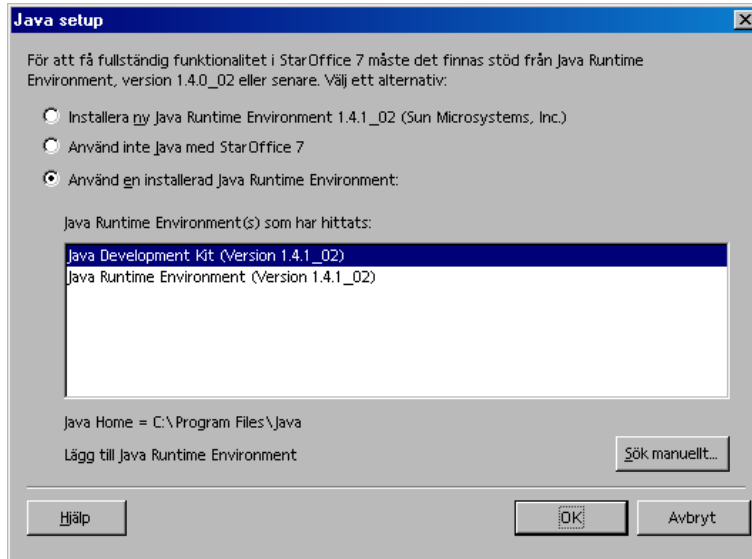 Java setup
För att få fullständig funktionalitet i StarOffice 7 måste det finnas stöd från Java Runtime
Environment, version 1.4.0_02 eller senare. Välj ett alternativ:
Installera ny Java Runtime Environment 1.4.1_02 (Sun Microsystems, Inc.)
Använd inte Java med StarOffice 7
Använd en installerad Java Runtime Environment:
Java Runtime Environment(s) som har hittats:
Java Development Kit (Version 1.4.1_02)
Java Runtime Environment (Version 1.4.1_02)
Java Home = C:\Program Files\Java
Lägg till Java Runtime Environment
Sök manuellt...
Hjälp
OK
Avbryt